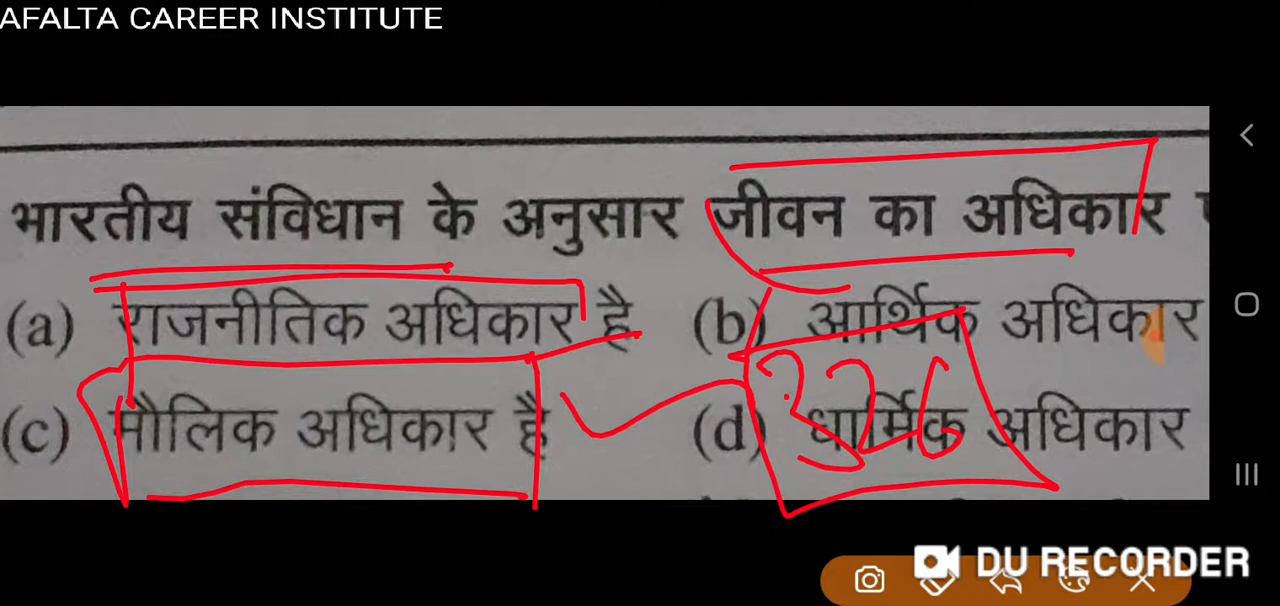 AFALTA CAREER INSTITUTE
भारतीय संविधान के अनुसार जीवन का अधिकार
(a) राजनीतिक अधिकार है (b) आर्थिक अधिकार
(c) मौलिक अधिकार है (d) धार्मिक अधिकार
326
DU RECORDER